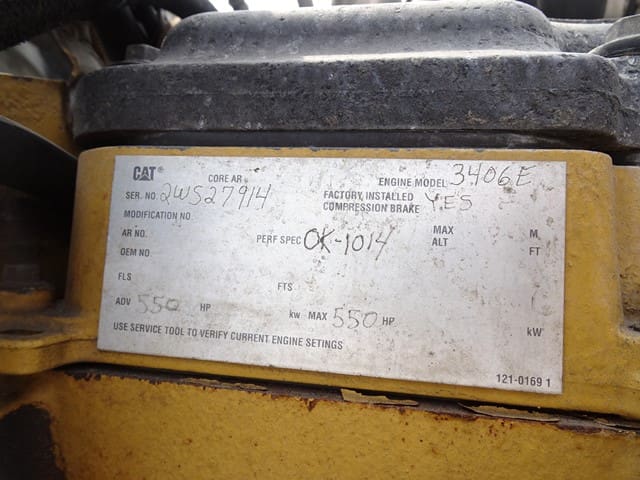 CAT®
CORE AR
ENGINE MODEL 3406E
SER. NO. 2WS27914
FACTORY INSTALLED
COMPRESSION BRAKE YES
MODIFICATION NO.
AR NO.
PERF SPEC OK-1014
MAX
ALT
M
FT
OEM NO
FLS
FTS
ADV 550 HP
kw MAX 550 HP
kW
USE SERVICE TOOL TO VERIFY CURRENT ENGINE SETINGS
121-0169 1